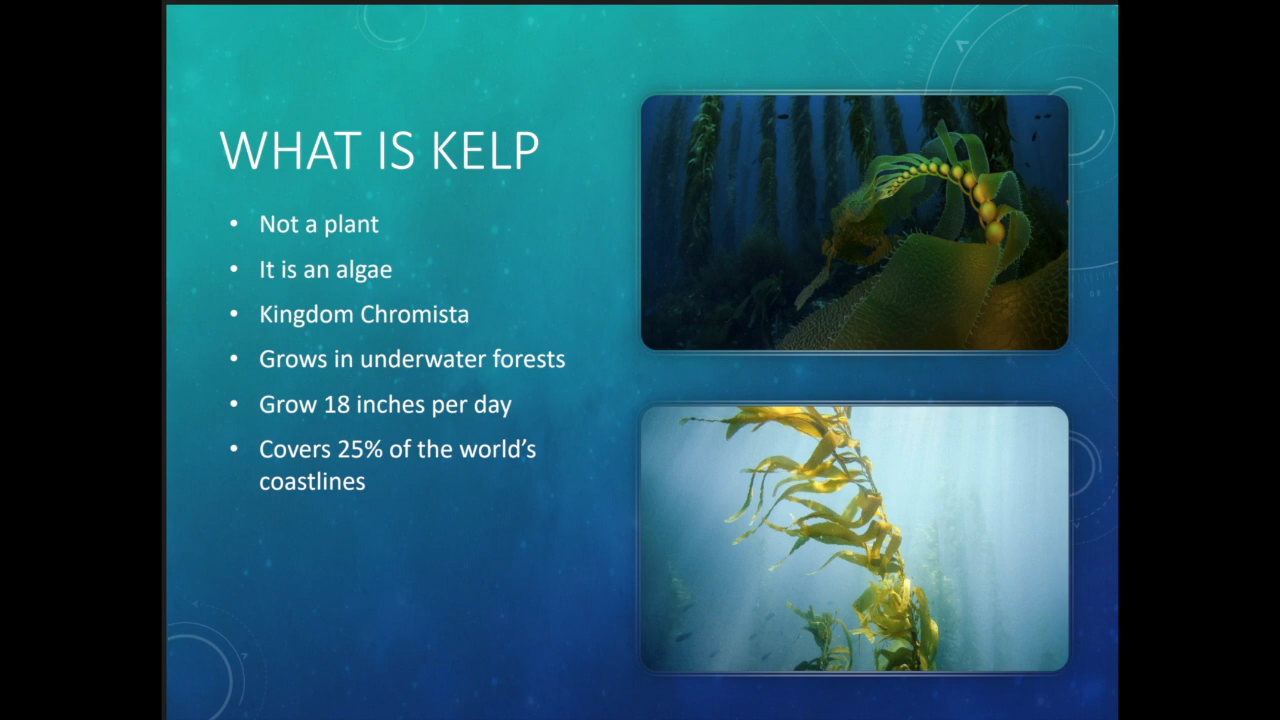 WHAT IS KELP
• Not a plant
• It is an algae
• Kingdom Chromista
• Grows in underwater forests
• Grow 18 inches per day
• Covers 25% of the world's
coastlines